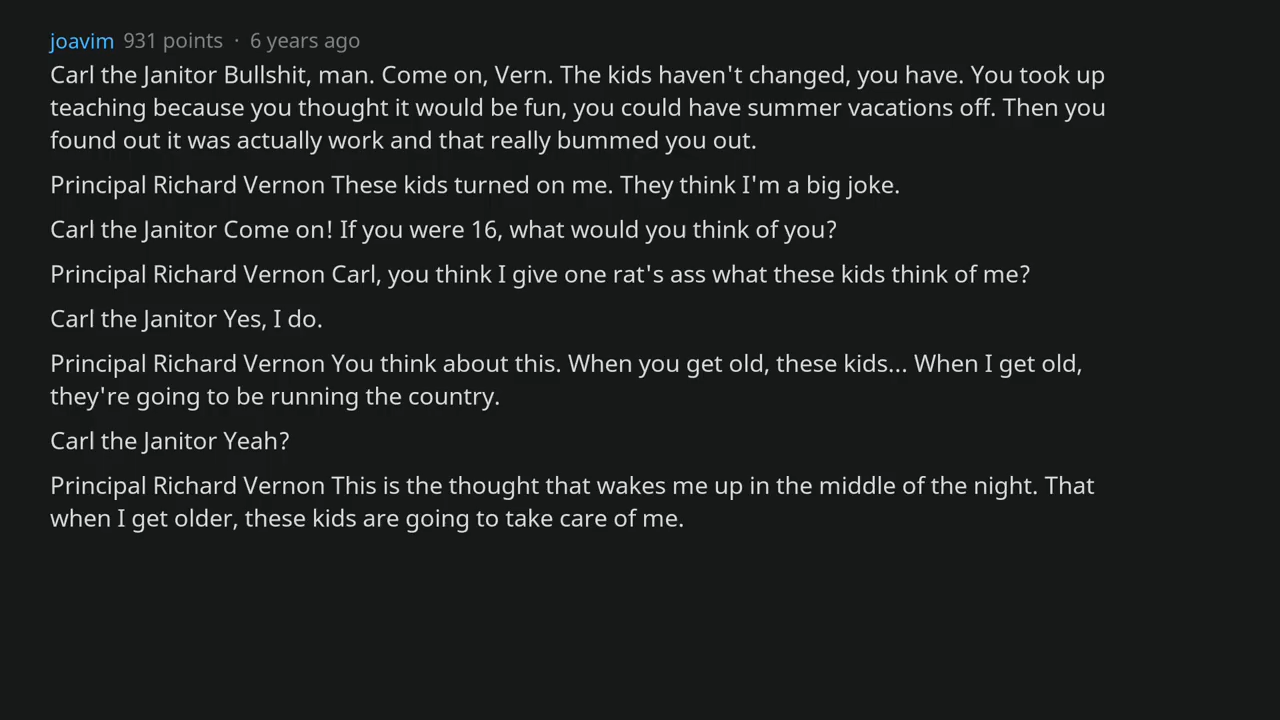 joavim 931 points · 6 years ago
Carl the Janitor Bullshit, man. Come on, Vern. The kids haven't changed, you have. You took up
teaching because you thought it would be fun, you could have summer vacations off. Then you
found out it was actually work and that really bummed you out.
Principal Richard Vernon These kids turned on me. They think I'm a big joke.
Carl the Janitor Come on! If you were 16, what would you think of you?
Principal Richard Vernon Carl, you think I give one rat's ass what these kids think of me?
Carl the Janitor Yes, I do.
Principal Richard Vernon You think about this. When you get old, these kids... When I get old,
they're going to be running the country.
Carl the Janitor Yeah?
Principal Richard Vernon This is the thought that wakes me up in the middle of the night. That
when I get older, these kids are going to take care of me.